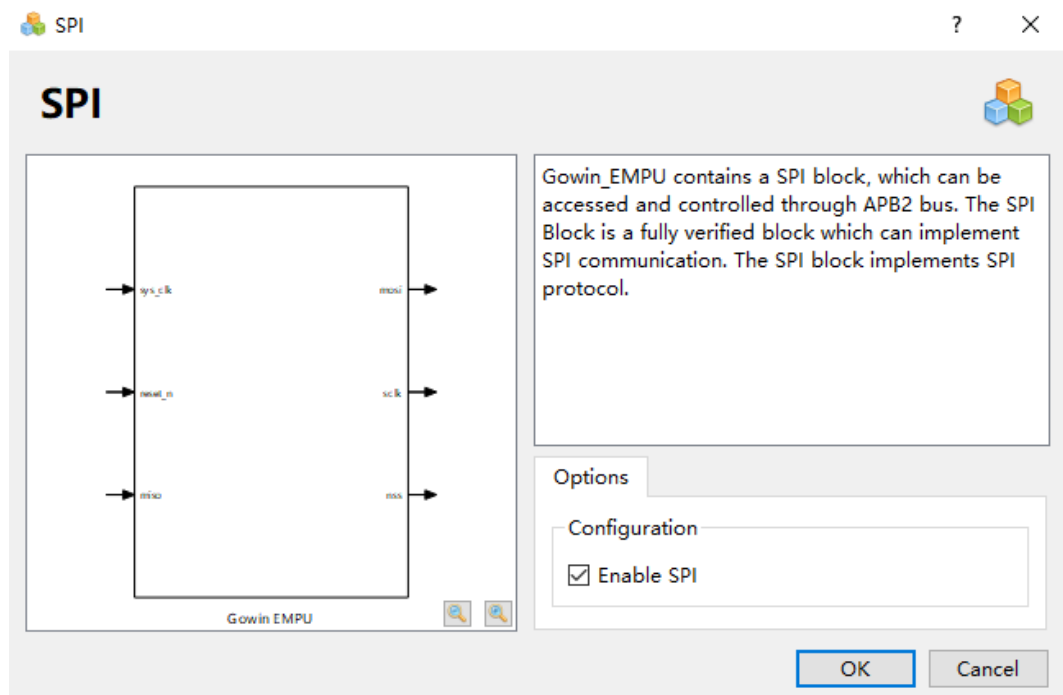 SPI
?
SPI
sys_clk
mosi
reset_n
sclk
miso
nss
Gowin EMPU
Gowin_EMPU contains a SPI block, which can be
accessed and controlled through APB2 bus. The SPI
Block is a fully verified block which can implement
SPI communication. The SPI block implements SPI
protocol.
Options
Configuration
Enable SPI
OK
Cancel